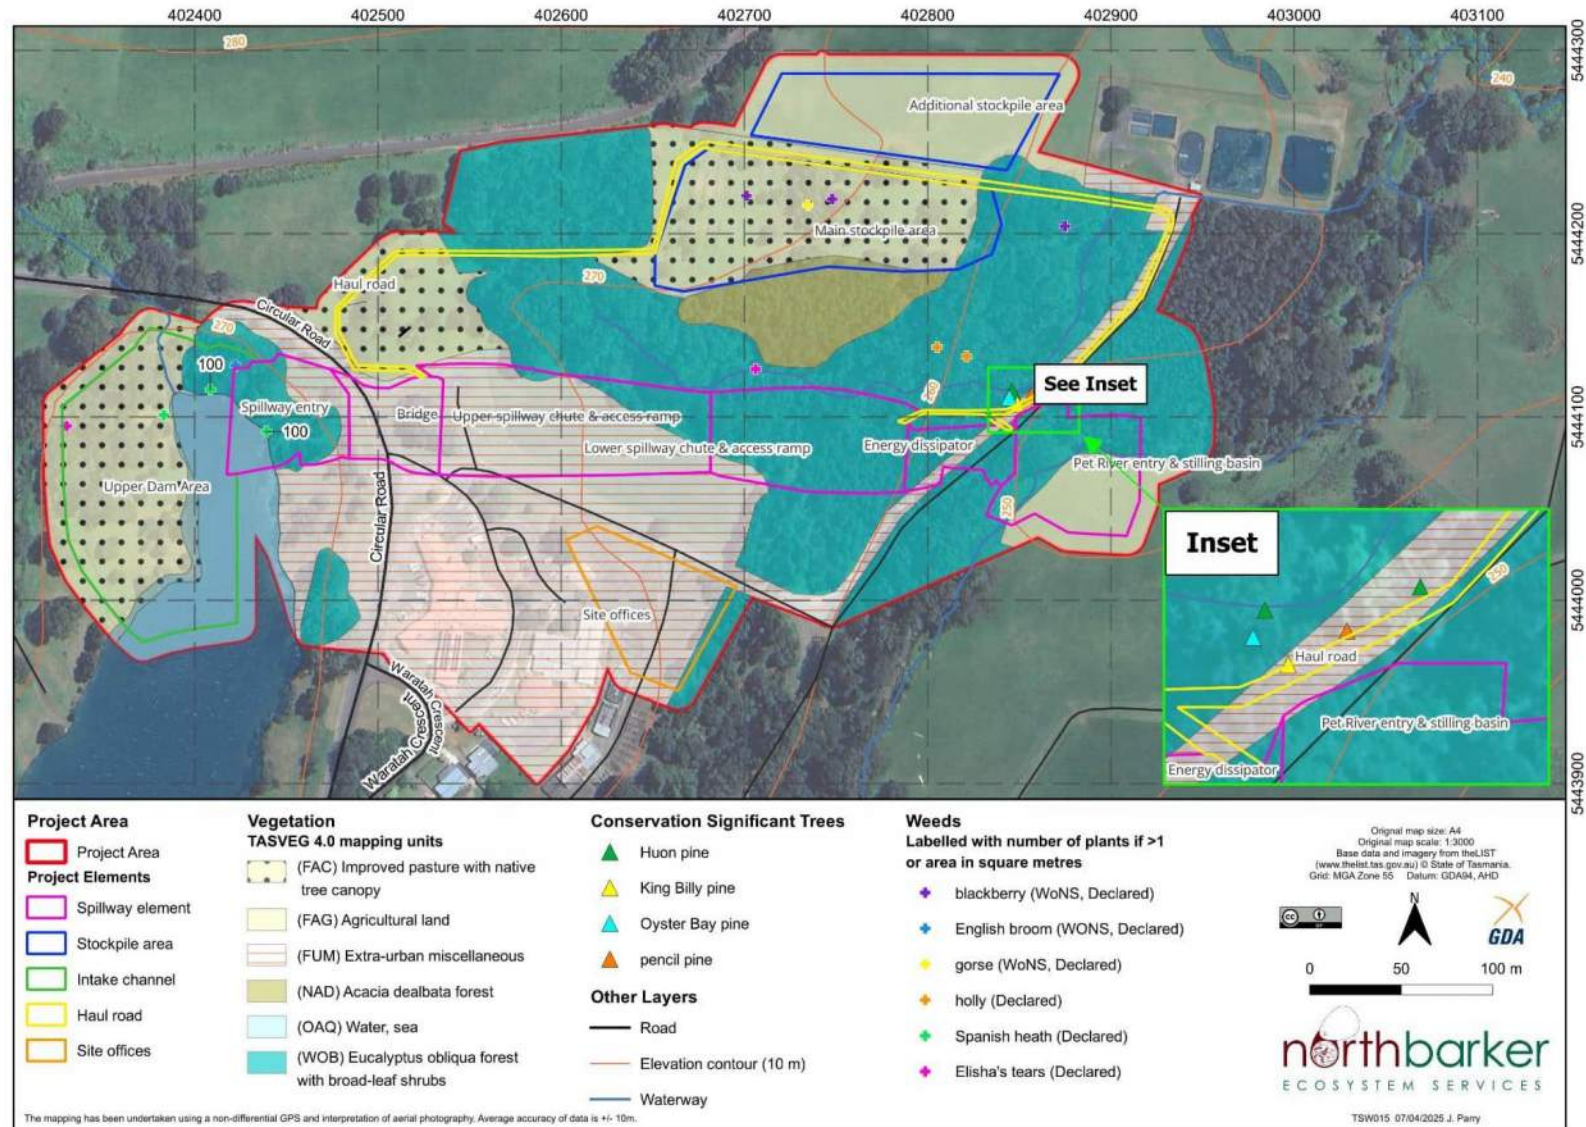 402400 402500 402600 402700 402800 402900 403000 403100
5444300
5444200
5444100
5444000
5443900
280
240
Additional stockpile area
Main stockpile area
270
Haul road
Circular Road
270
100
Spillway entry
100
Bridge
Upper spillway chute & access ramp
Lower spillway chute & access ramp
260
Energy dissipator
See Inset
Pet River entry & stilling basin
250
Upper Dam Area
Circular Road
Site offices
Waratah Crescent
Waratah Crescent
Inset
250
Haul road
Pet River entry & stilling basin
Energy dissipator
Project Area
Project Area
Project Elements
Spillway element
Stockpile area
Intake channel
Haul road
Site offices
Vegetation
TASVEG 4.0 mapping units
(FAC) Improved pasture with native
tree canopy
(FAG) Agricultural land
(FUM) Extra-urban miscellaneous
(NAD) Acacia dealbata forest
(OAQ) Water, sea
(WOB) Eucalyptus obliqua forest
with broad-leaf shrubs
Conservation Significant Trees
Huon pine
King Billy pine
Oyster Bay pine
pencil pine
Other Layers
Road
Elevation contour (10 m)
Waterway
Weeds
Labelled with number of plants if >1
or area in square metres
blackberry (WoNS, Declared)
English broom (WONS, Declared)
gorse (WoNS, Declared)
holly (Declared)
Spanish heath (Declared)
Elisha's tears (Declared)
Orignal map size: A4
Orignal map scale: 1:3000
Base data and imagery from theLIST
(www.thelist.tas.gov.au) © State of Tasmania.
Grid: MGA Zone 55 Datum: GDA94, AHD
cc
N
GDA
0 50 100 m
northbarker
ECOSYSTEM SERVICES
The mapping has been undertaken using a non-differential GPS and interpretation of aerial photography. Average accuracy of data is +/- 10m.
TSW015 07/04/2025 J. Parry